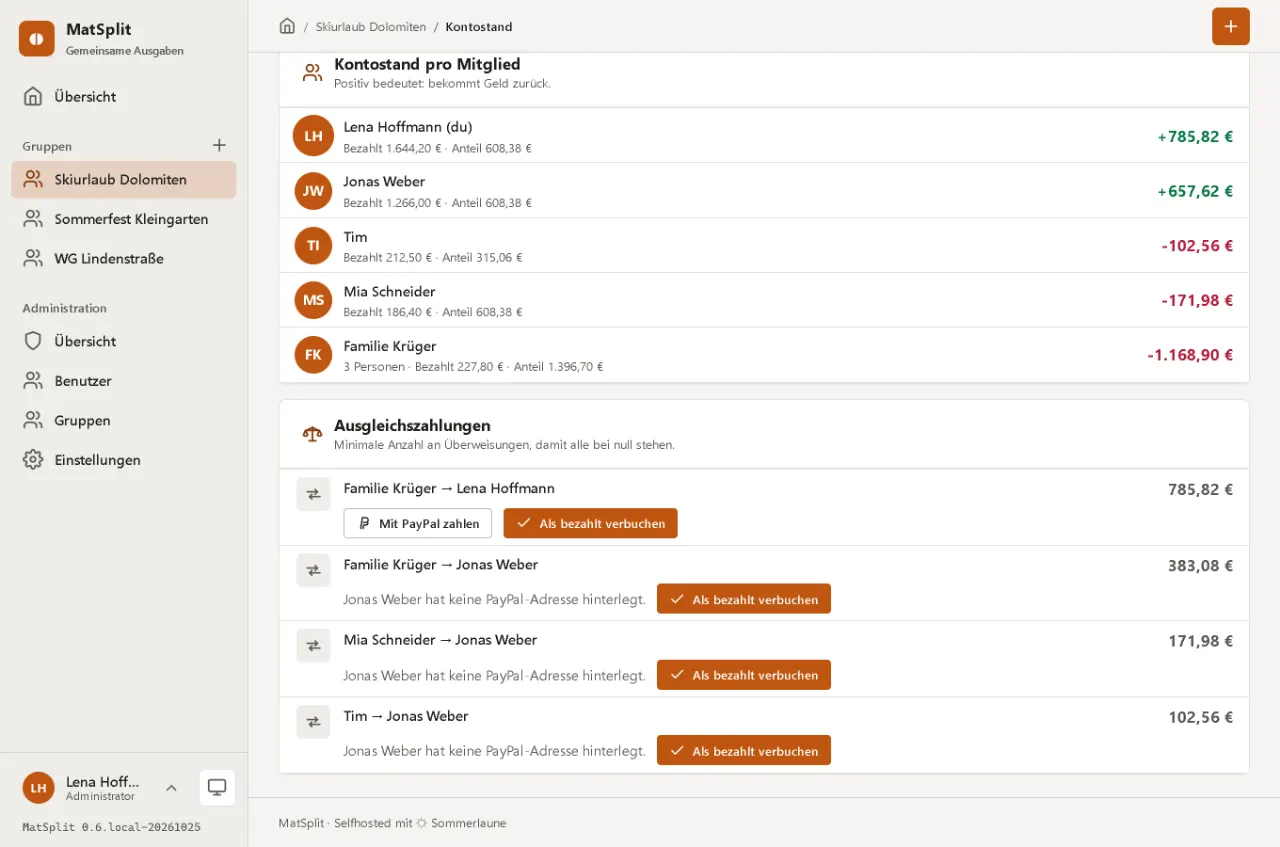 MatSplit
Gemeinsame Ausgaben
Übersicht
Gruppen
Skiurlaub Dolomiten
Sommerfest Kleingarten
WG Lindenstraße
Administration
Übersicht
Benutzer
Gruppen
Einstellungen
LH
Lena Hoff...
Administrator
MatSplit 0.6.local-20261025
/ Skiurlaub Dolomiten / Kontostand
Kontostand pro Mitglied
Positiv bedeutet: bekommt Geld zurück.
LH
Lena Hoffmann (du)
Bezahlt 1.644,20 € · Anteil 608,38 €
+785,82 €
JW
Jonas Weber
Bezahlt 1.266,00 € · Anteil 608,38 €
+657,62 €
TI
Tim
Bezahlt 212,50 € · Anteil 315,06 €
-102,56 €
MS
Mia Schneider
Bezahlt 186,40 € · Anteil 608,38 €
-171,98 €
FK
Familie Krüger
3 Personen · Bezahlt 227,80 € · Anteil 1.396,70 €
-1.168,90 €
Ausgleichszahlungen
Minimale Anzahl an Überweisungen, damit alle bei null stehen.
Familie Krüger → Lena Hoffmann
785,82 €
Mit PayPal zahlen
Als bezahlt verbuchen
Familie Krüger → Jonas Weber
383,08 €
Jonas Weber hat keine PayPal-Adresse hinterlegt.
Als bezahlt verbuchen
Mia Schneider → Jonas Weber
171,98 €
Jonas Weber hat keine PayPal-Adresse hinterlegt.
Als bezahlt verbuchen
Tim → Jonas Weber
102,56 €
Jonas Weber hat keine PayPal-Adresse hinterlegt.
Als bezahlt verbuchen
MatSplit · Selfhosted mit Sommerlaune